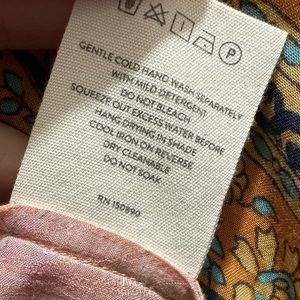 P
GENTLE COLD HAND WASH SEPARATELY
WITH MILD DETERGENT
DO NOT BLEACH
SQUEEZE OUT EXCESS WATER BEFORE
HANG DRYING IN SHADE
COOL IRON ON REVERSE
DRY CLEANABLE
DO NOT SOAK
RN 150890